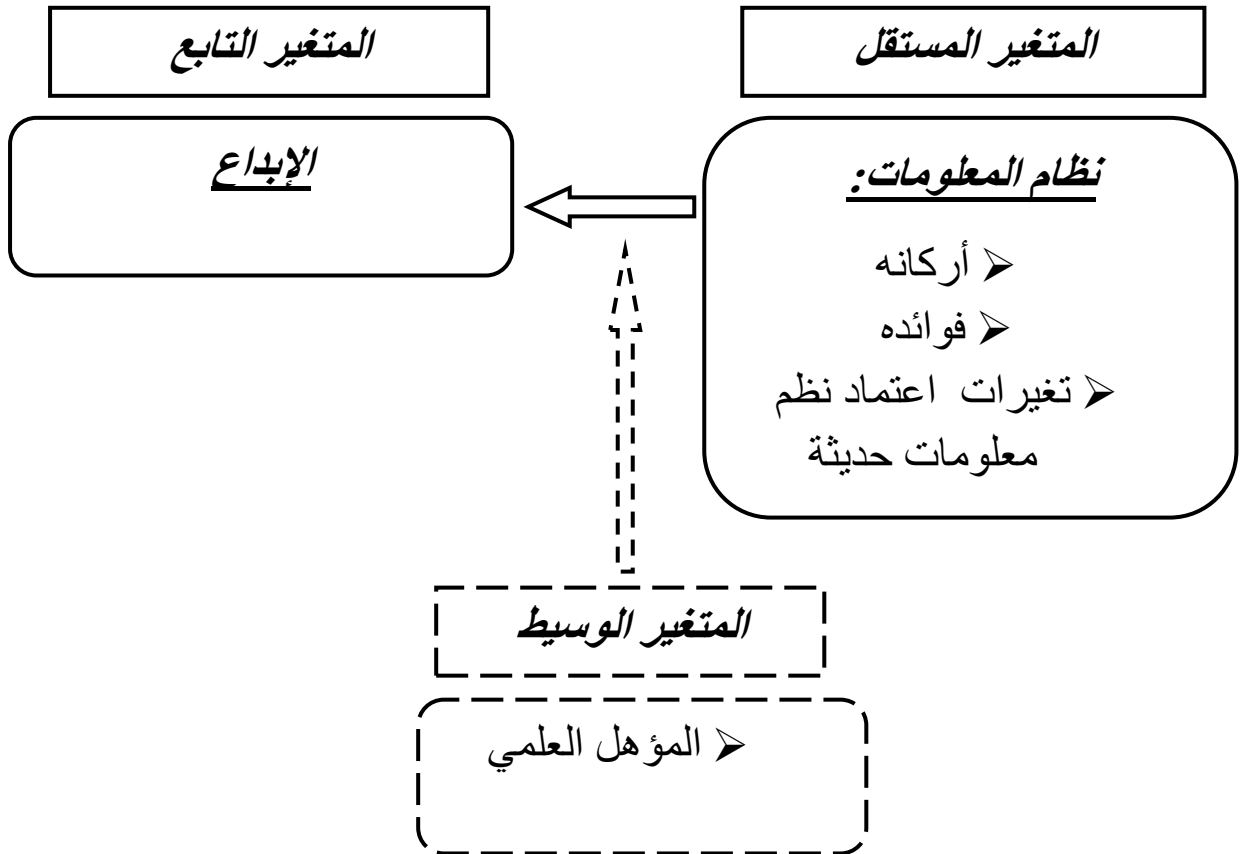 المتغير المستقل
المتغير التابع
نظام المعلومات:
⮚ أركانه
⮚ فوائده
⮚ تغيرات اعتماد نظم
معلومات حديثة
الإبداع
المتغير الوسيط
⮚ المؤهل العلمي